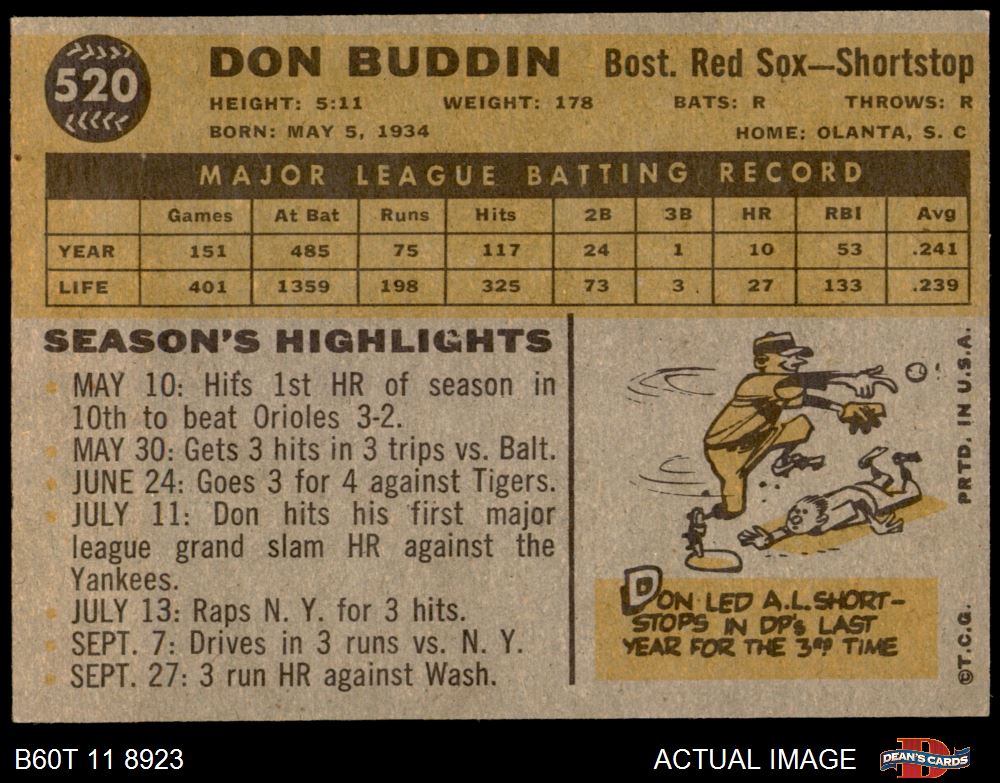 520
DON BUDDIN Bost. Red Sox—Shortstop
HEIGHT: 5:11 WEIGHT: 178 BATS: R THROWS: R
BORN: MAY 5, 1934 HOME: OLANTA, S. C
MAJOR LEAGUE BATTING RECORD
Games At Bat Runs Hits 2B 3B HR RBI Avg
YEAR 151 485 75 117 24 1 10 53 .241
LIFE 401 1359 198 325 73 3 27 133 .239
SEASON'S HIGHLIGHTS
MAY 10: Hits 1st HR of season in
10th to beat Orioles 3-2.
MAY 30: Gets 3 hits in 3 trips vs. Balt.
JUNE 24: Goes 3 for 4 against Tigers.
JULY 11: Don hits his first major
league grand slam HR against the
Yankees.
JULY 13: Raps N. Y. for 3 hits.
SEPT. 7: Drives in 3 runs vs. N. Y.
SEPT. 27: 3 run HR against Wash.
DON LED A.L. SHORT-
STOPS IN DP's LAST
YEAR FOR THE 3RD TIME
©T.C.G. PRTD. IN U.S.A.
B60T 11 8923 ACTUAL IMAGE DEAN'S CARDS